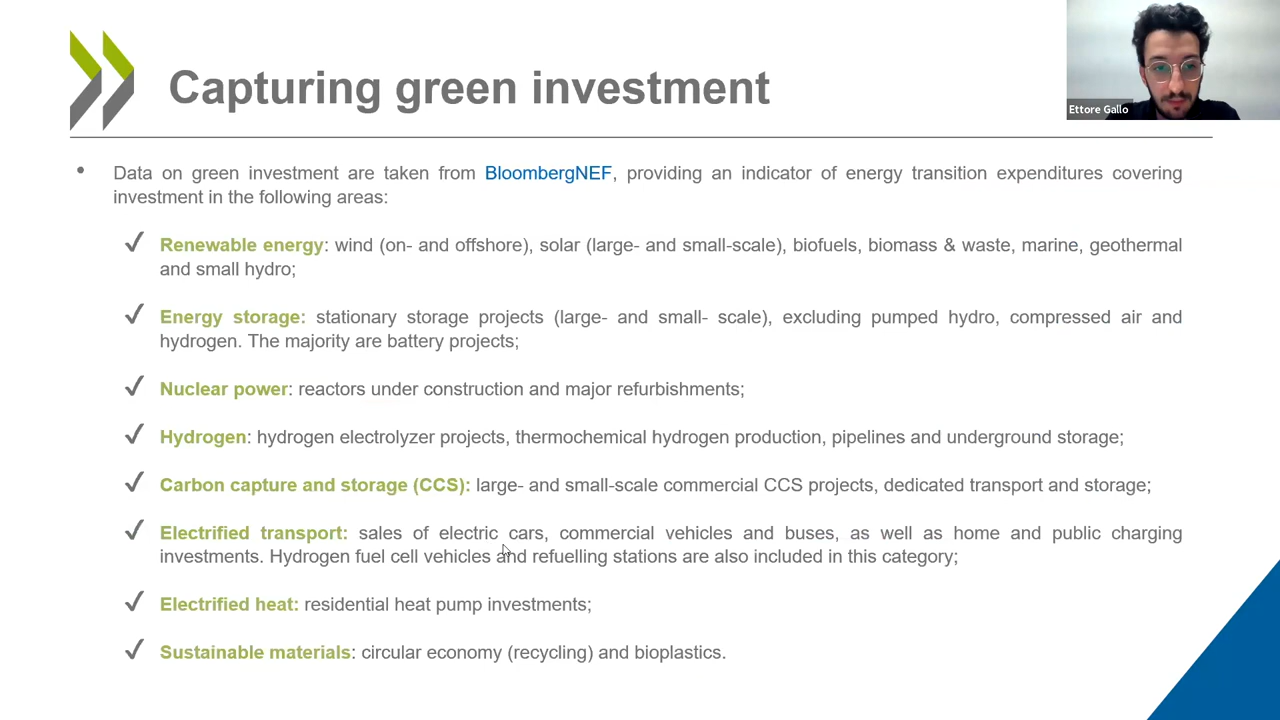 Capturing green investment
Ettore Gallo
• Data on green investment are taken from BloombergNEF, providing an indicator of energy transition expenditures covering
investment in the following areas:
✓ Renewable energy: wind (on- and offshore), solar (large- and small-scale), biofuels, biomass & waste, marine, geothermal
and small hydro;
✓ Energy storage: stationary storage projects (large- and small- scale), excluding pumped hydro, compressed air and
hydrogen. The majority are battery projects;
✓ Nuclear power: reactors under construction and major refurbishments;
✓ Hydrogen: hydrogen electrolyzer projects, thermochemical hydrogen production, pipelines and underground storage;
✓ Carbon capture and storage (CCS): large- and small-scale commercial CCS projects, dedicated transport and storage;
✓ Electrified transport: sales of electric cars, commercial vehicles and buses, as well as home and public charging
investments. Hydrogen fuel cell vehicles and refuelling stations are also included in this category;
✓ Electrified heat: residential heat pump investments;
✓ Sustainable materials: circular economy (recycling) and bioplastics.